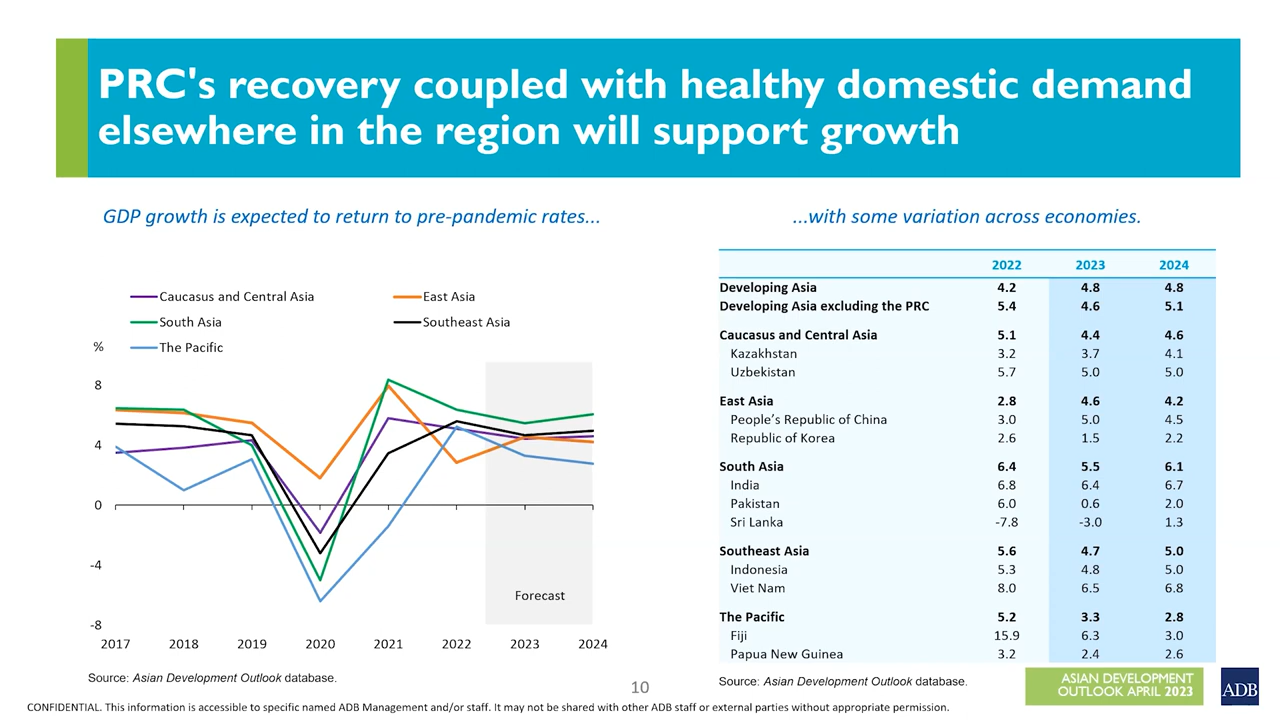 PRC's recovery coupled with healthy domestic demand
elsewhere in the region will support growth
GDP growth is expected to return to pre-pandemic rates...
Caucasus and Central Asia
East Asia
South Asia
Southeast Asia
The Pacific
%
8
4
0
-4
-8
Forecast
2017 2018 2019 2020 2021 2022 2023 2024
Source: Asian Development Outlook database.
...with some variation across economies.
2022 2023 2024
Developing Asia 4.2 4.8 4.8
Developing Asia excluding the PRC 5.4 4.6 5.1
Caucasus and Central Asia 5.1 4.4 4.6
Kazakhstan 3.2 3.7 4.1
Uzbekistan 5.7 5.0 5.0
East Asia 2.8 4.6 4.2
People’s Republic of China 3.0 5.0 4.5
Republic of Korea 2.6 1.5 2.2
South Asia 6.4 5.5 6.1
India 6.8 6.4 6.7
Pakistan 6.0 0.6 2.0
Sri Lanka -7.8 -3.0 1.3
Southeast Asia 5.6 4.7 5.0
Indonesia 5.3 4.8 5.0
Viet Nam 8.0 6.5 6.8
The Pacific 5.2 3.3 2.8
Fiji 15.9 6.3 3.0
Papua New Guinea 3.2 2.4 2.6
Source: Asian Development Outlook database.
10
ASIAN DEVELOPMENT
OUTLOOK APRIL 2023
ADB
CONFIDENTIAL. This information is accessible to specific named ADB Management and/or staff. It may not be shared with other ADB staff or external parties without appropriate permission.